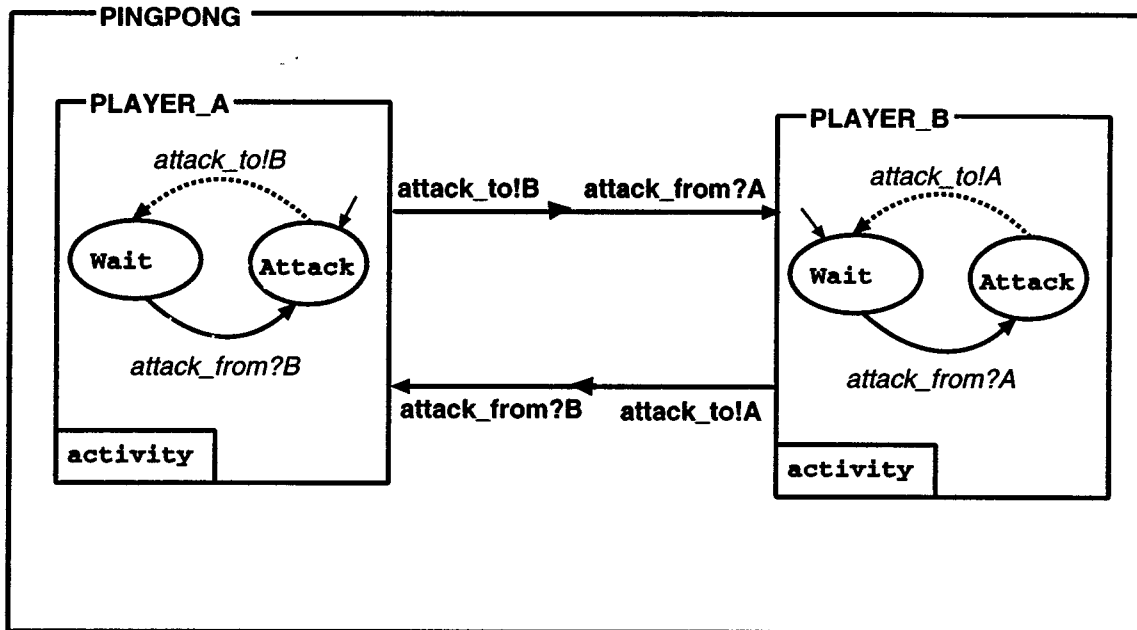 PINGPONG
PLAYER_A
attack_to!B
Wait
Attack
attack_from?B
activity
attack_to!B
attack_from?A
attack_from?B
attack_to!A
PLAYER_B
attack_to!A
Wait
Attack
attack_from?A
activity